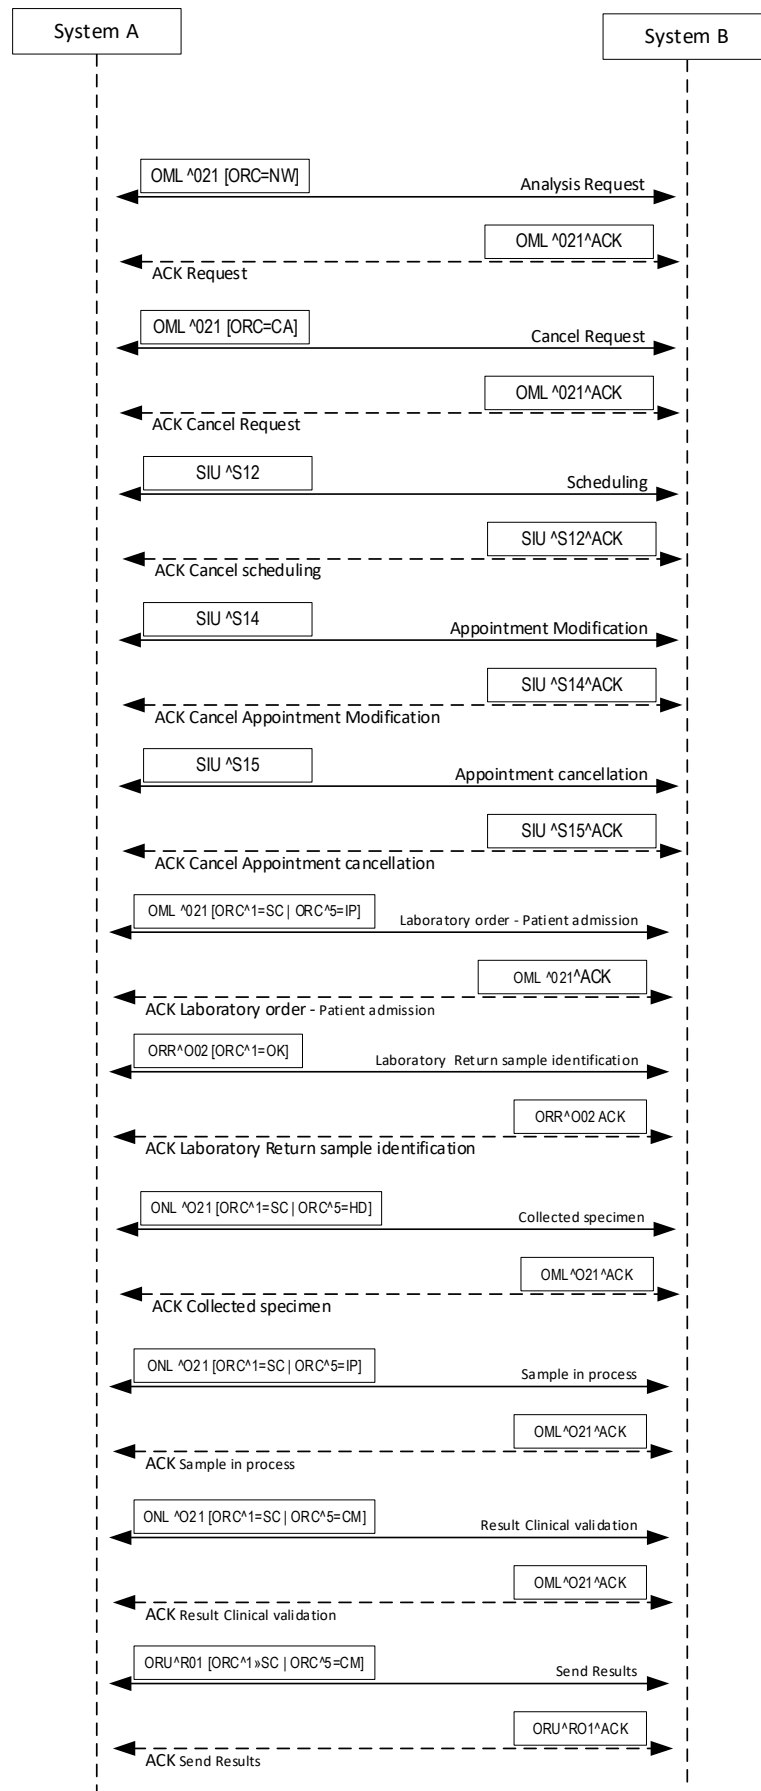 System A
System B
OML ^021 [ORC=NW]
Analysis Request
OML ^021^ACK
ACK Request
OML ^021 [ORC=CA]
Cancel Request
OML ^021^ACK
ACK Cancel Request
SIU ^S12
Scheduling
SIU ^S12^ACK
ACK Cancel scheduling
SIU ^S14
Appointment Modification
SIU ^S14^ACK
ACK Cancel Appointment Modification
SIU ^S15
Appointment cancellation
SIU ^S15^ACK
ACK Cancel Appointment cancellation
OML ^021 [ORC^1=SC | ORC^5=IP]
Laboratory order - Patient admission
OML ^021^ACK
ACK Laboratory order - Patient admission
ORR^O02 [ORC^1=OK]
Laboratory Return sample identification
ORR^O02 ACK
ACK Laboratory Return sample identification
ONL ^O21 [ORC^1=SC | ORC^5=HD]
Collected specimen
OML^O21^ACK
ACK Collected specimen
ONL ^O21 [ORC^1=SC | ORC^5=IP]
Sample in process
OML^O21^ACK
ACK Sample in process
ONL ^O21 [ORC^1=SC | ORC^5=CM]
Result Clinical validation
OML^O21^ACK
ACK Result Clinical validation
ORU^R01 [ORC^1»SC | ORC^5=CM]
Send Results
ORU^RO1^ACK
ACK Send Results